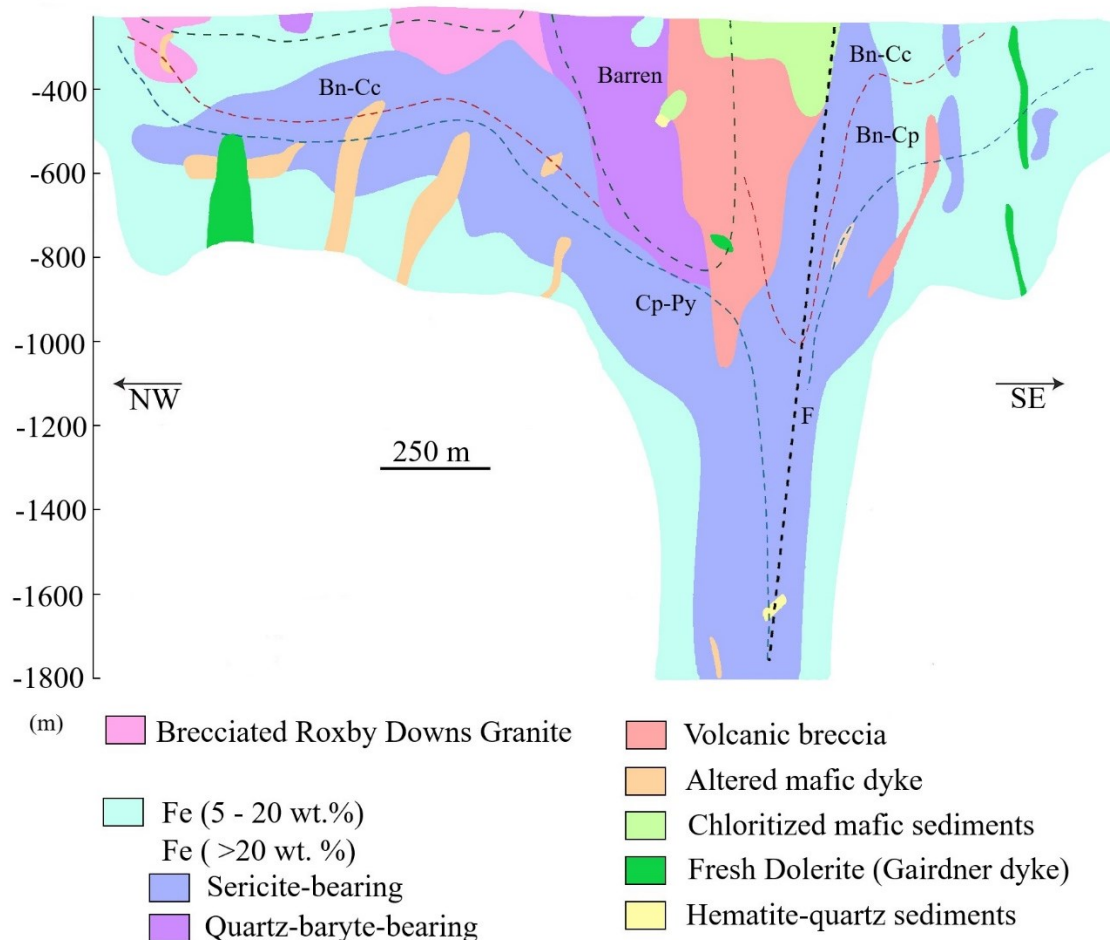 Bn-Cc
Barren
Bn-Cc
Bn-Cp
Cp-Py
F
-400
-600
-800
-1000
-1200
-1400
-1600
-1800
(m)
NW
SE
250 m
Brecciated Roxby Downs Granite
Fe (5 - 20 wt.%)
Fe ( >20 wt. %)
Sericite-bearing
Quartz-baryte-bearing
Volcanic breccia
Altered mafic dyke
Chloritized mafic sediments
Fresh Dolerite (Gairdner dyke)
Hematite-quartz sediments